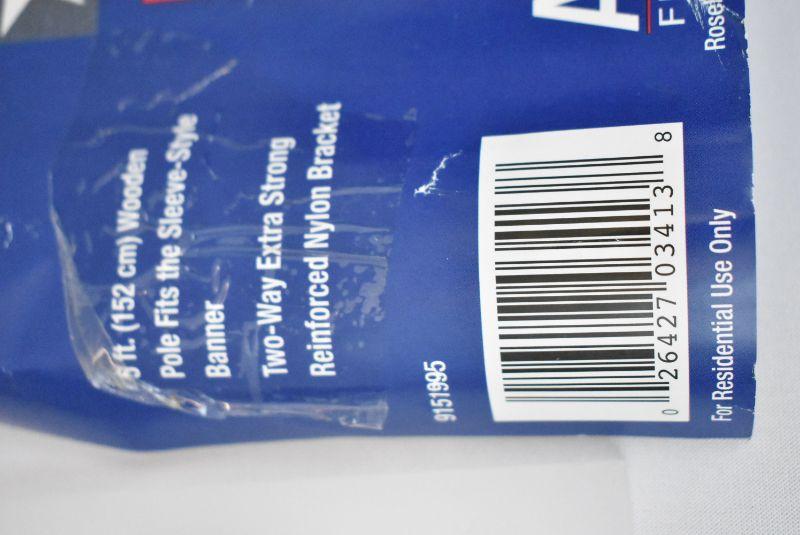 5 ft. (152 cm) Wooden
Pole Fits the Sleeve-Style
Banner
Two-Way Extra Strong
Reinforced Nylon Bracket
9151995
0 26427 03413 8
For Residential Use Only